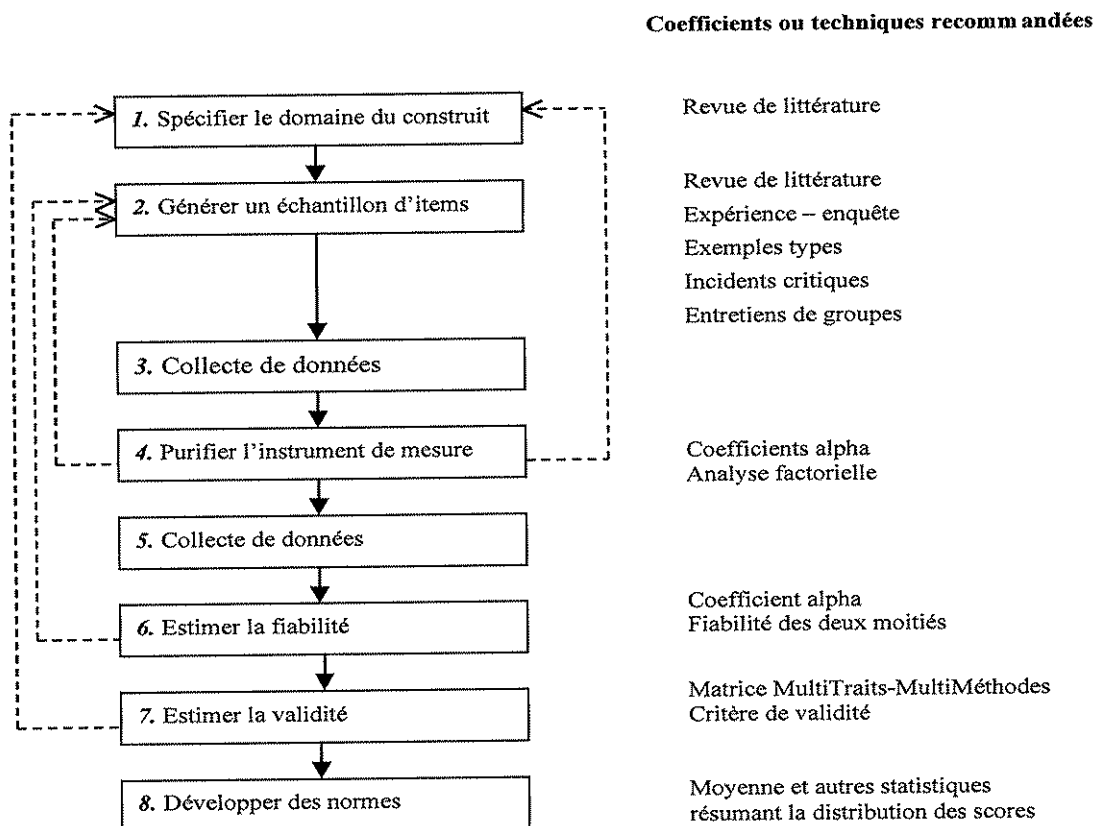 Coefficients ou techniques recommandées
1. Spécifier le domaine du construit
Revue de littérature
2. Générer un échantillon d'items
Revue de littérature
Expérience – enquête
Exemples types
Incidents critiques
Entretiens de groupes
3. Collecte de données
4. Purifier l'instrument de mesure
Coefficients alpha
Analyse factorielle
5. Collecte de données
6. Estimer la fiabilité
Coefficient alpha
Fiabilité des deux moitiés
7. Estimer la validité
Matrice MultiTraits-MultiMéthodes
Critère de validité
8. Développer des normes
Moyenne et autres statistiques
résumant la distribution des scores